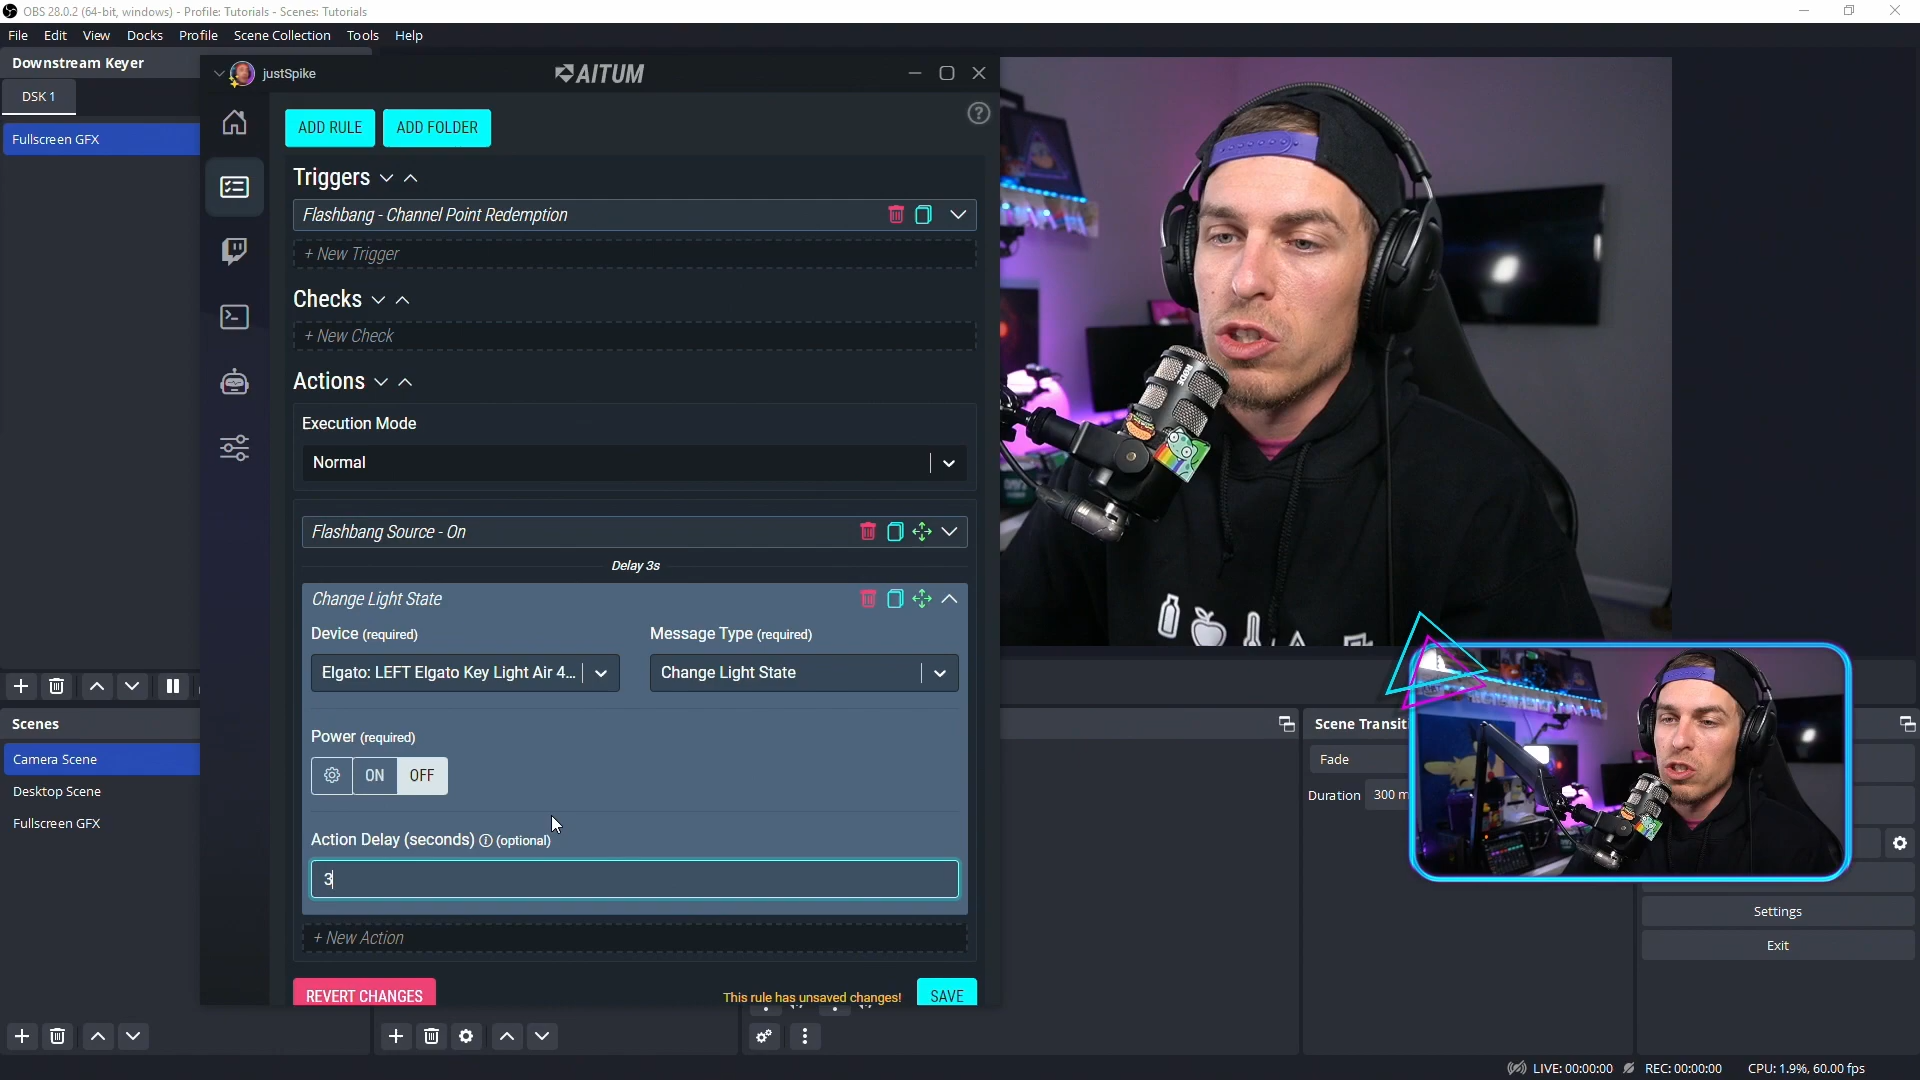 OBS 28.0.2 (64-bit, windows) - Profile: Tutorials - Scenes: Tutorials
File Edit View Docks Profile Scene Collection Tools Help
Downstream Keyer
DSK 1
Fullscreen GFX
justSpike
AITUM
ADD RULE
ADD FOLDER
Triggers
Flashbang - Channel Point Redemption
+ New Trigger
Checks
+ New Check
Actions
Execution Mode
Normal
Flashbang Source - On
Delay 3s
Change Light State
Device (required)
Message Type (required)
Elgato: LEFT Elgato Key Light Air 4...
Change Light State
Power (required)
ON
OFF
Action Delay (seconds) (optional)
3
+ New Action
REVERT CHANGES
This rule has unsaved changes!
SAVE
Scenes
Camera Scene
Desktop Scene
Fullscreen GFX
RØDE
Scene Transit
Fade
Duration
300 m
Settings
Exit
LIVE: 00:00:00
REC: 00:00:00
CPU: 1.9%, 60.00 fps